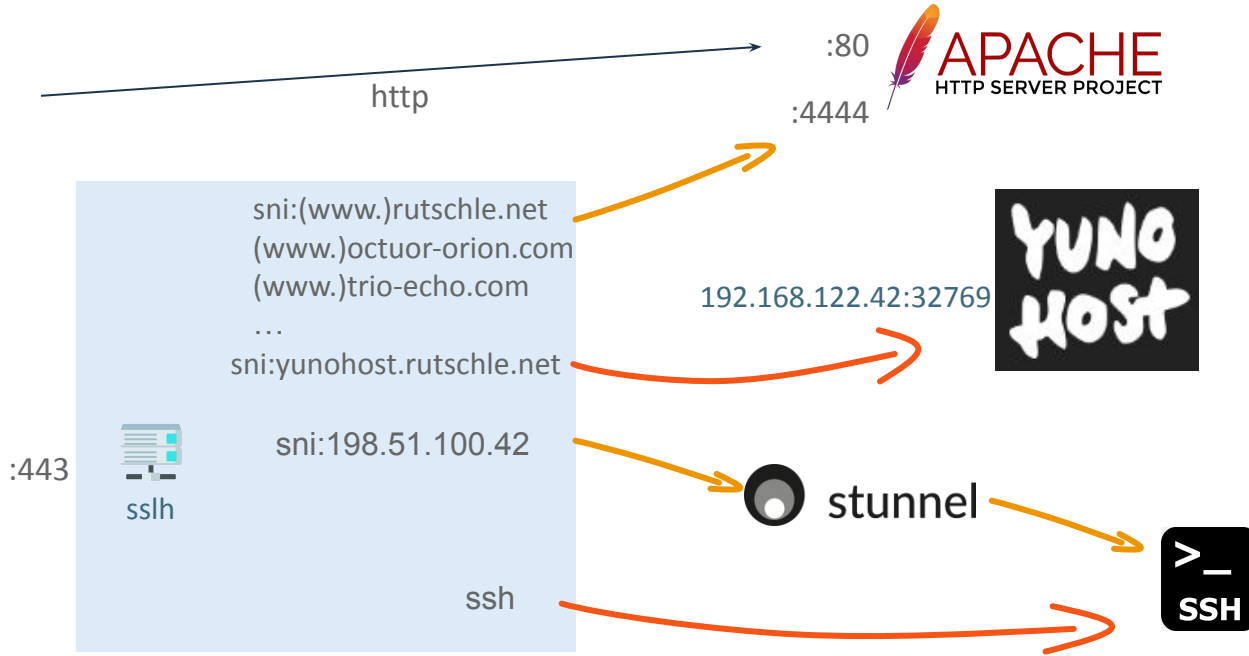 :80
APACHE
HTTP SERVER PROJECT
http
:4444
sni:(www.)rutschle.net
(www.)octuor-orion.com
(www.)trio-echo.com
…
sni:yunohost.rutschle.net
192.168.122.42:32769
YUNO
HOST
sni:198.51.100.42
:443
sslh
stunnel
>_
SSH
ssh